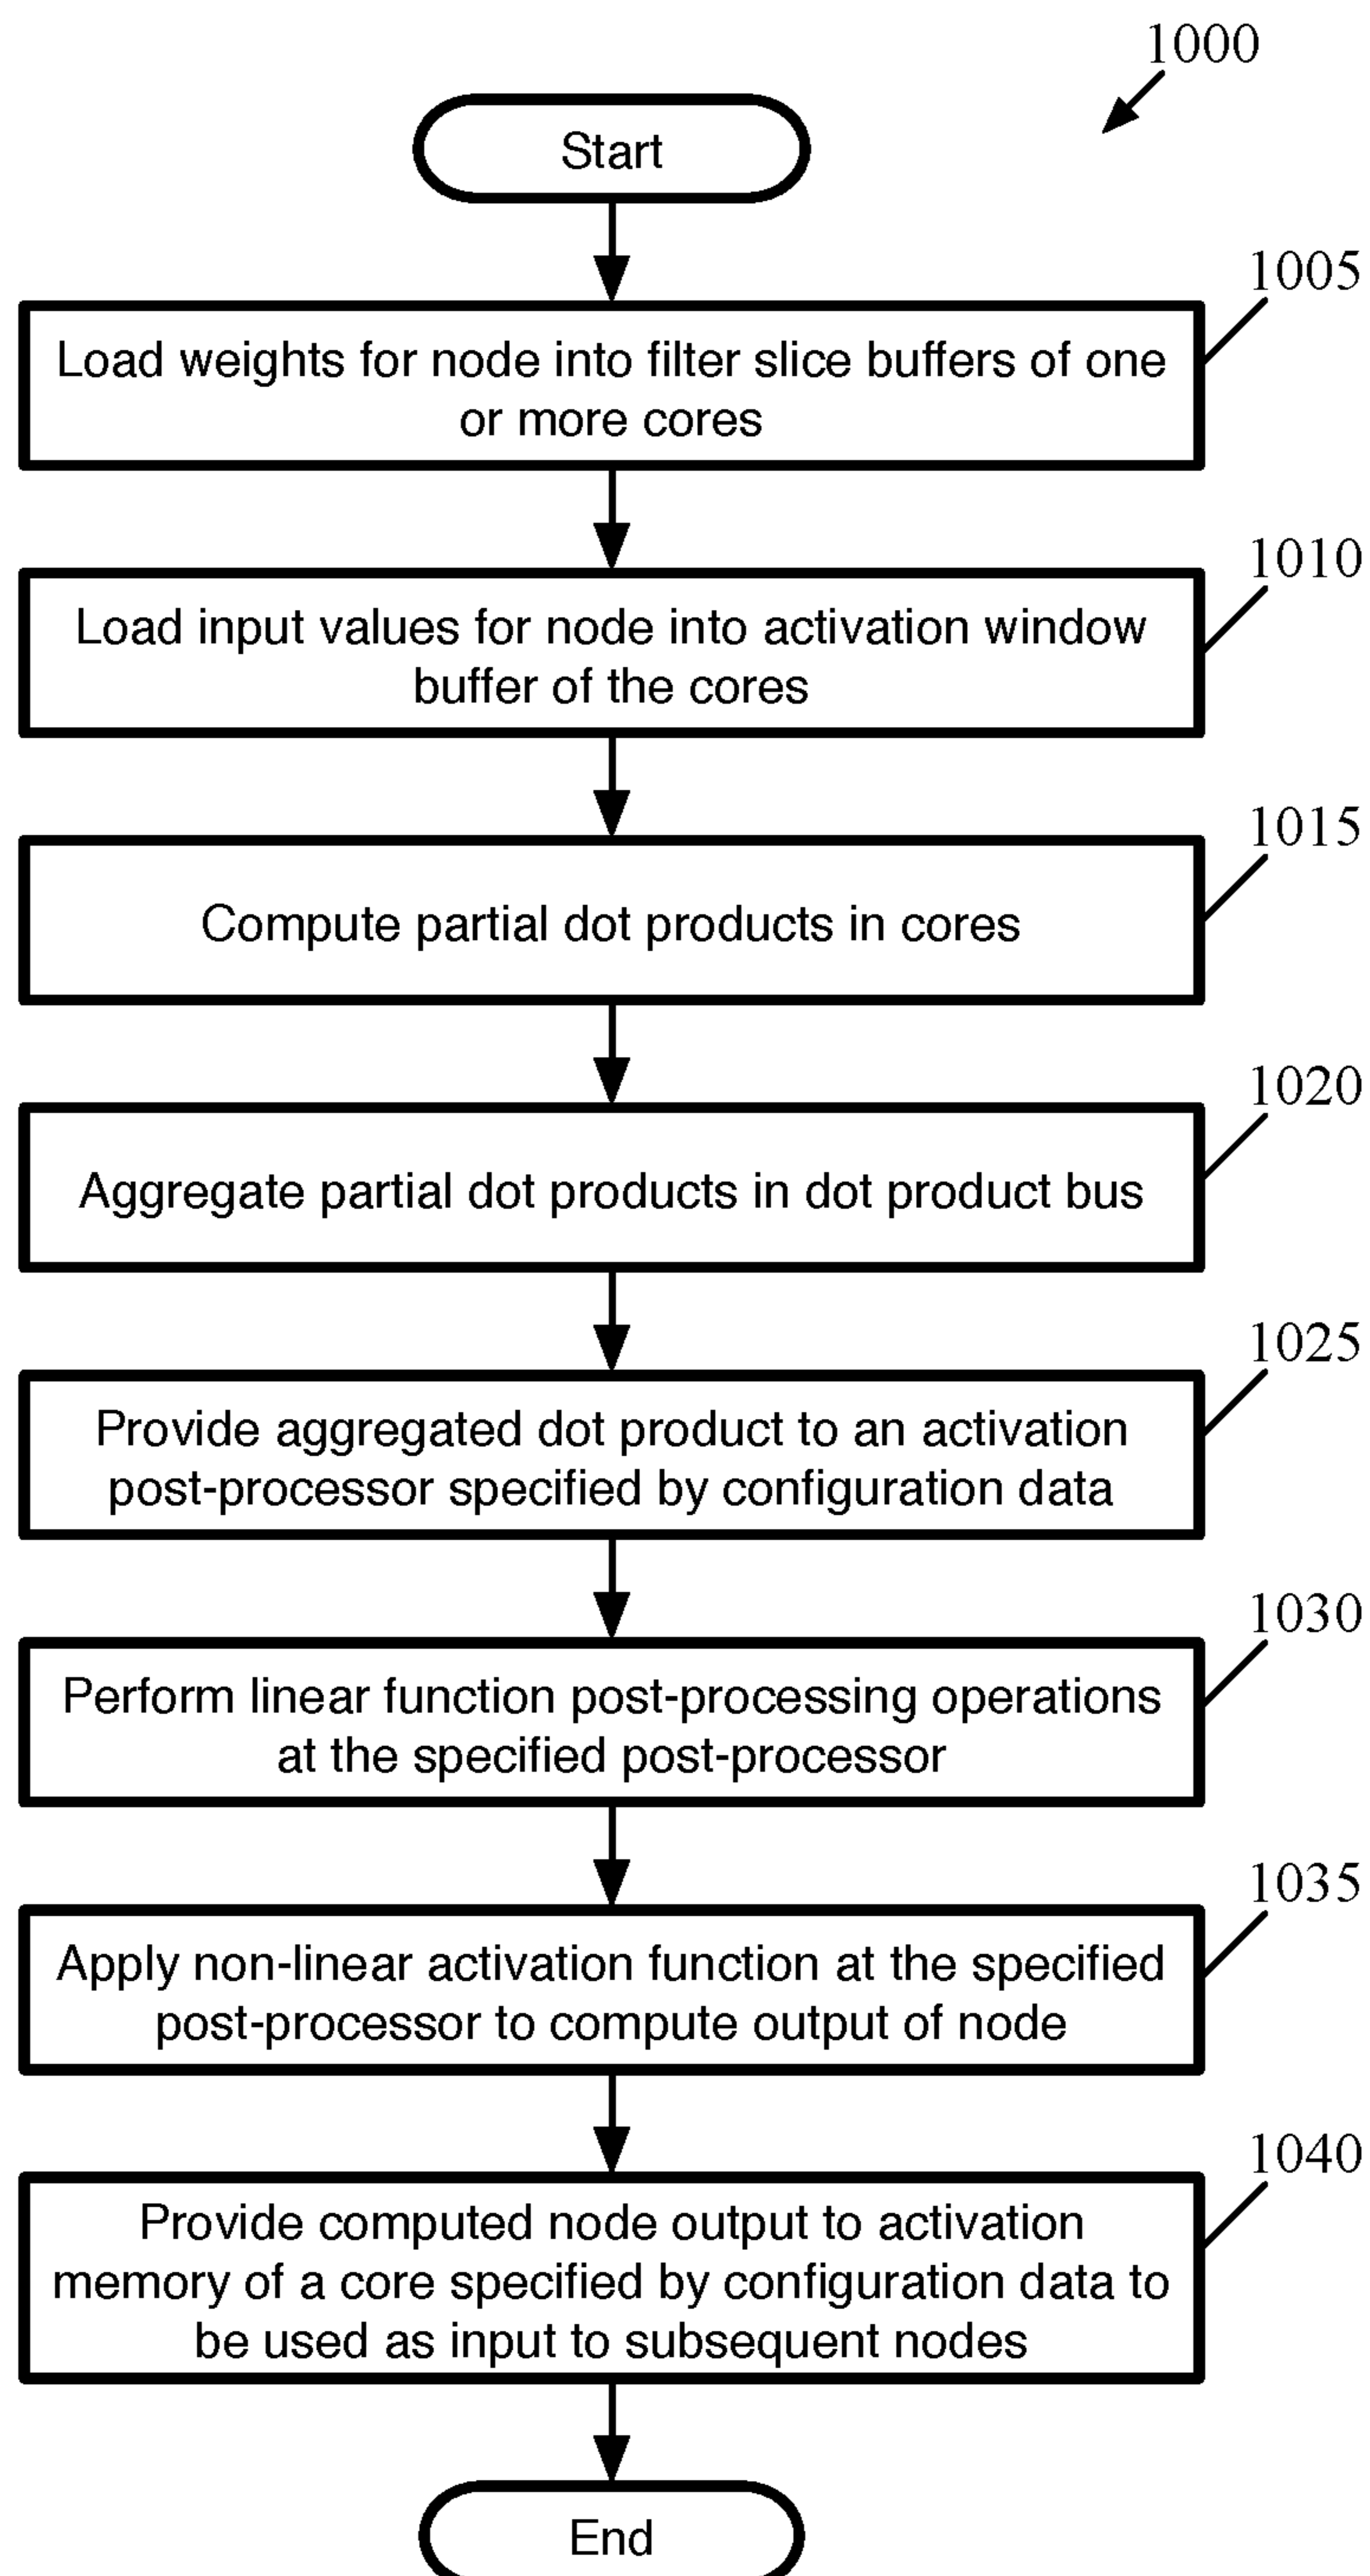 1000
Start
1005
Load weights for node into filter slice buffers of one
or more cores
1010
Load input values for node into activation window
buffer of the cores
1015
Compute partial dot products in cores
1020
Aggregate partial dot products in dot product bus
1025
Provide aggregated dot product to an activation
post-processor specified by configuration data
1030
Perform linear function post-processing operations
at the specified post-processor
1035
Apply non-linear activation function at the specified
post-processor to compute output of node
1040
Provide computed node output to activation
memory of a core specified by configuration data to
be used as input to subsequent nodes
End